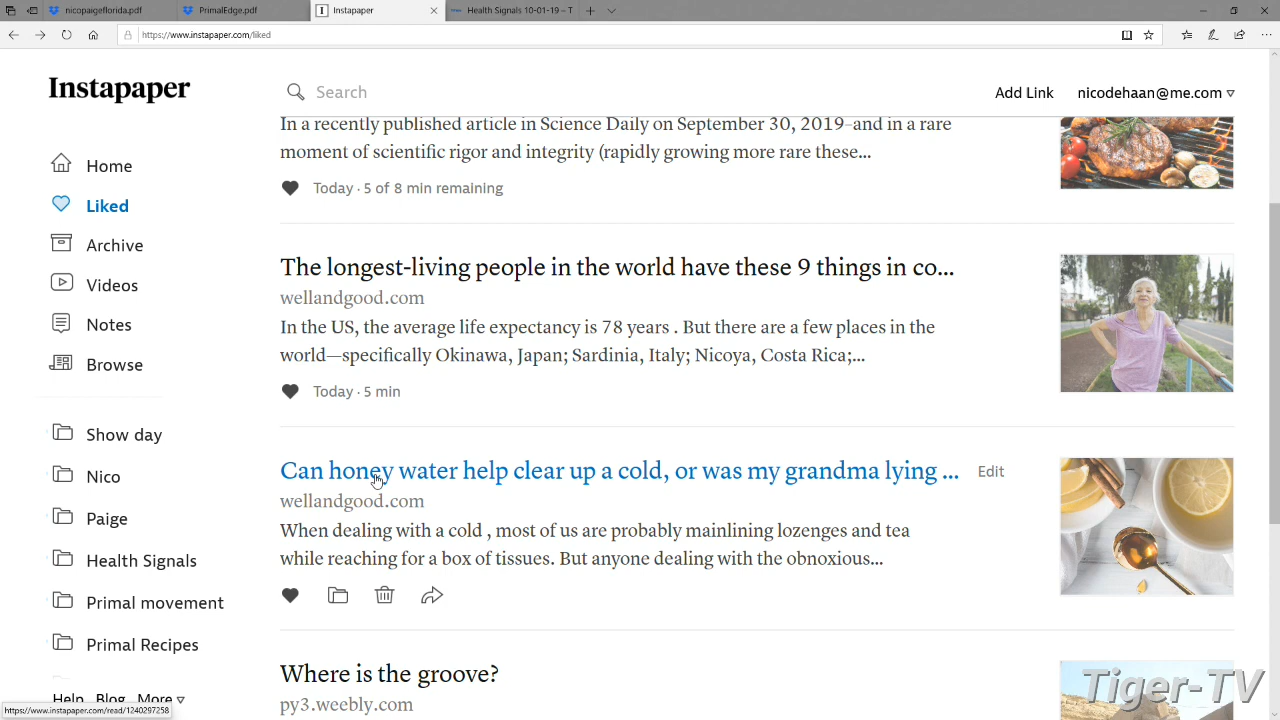 nicopaigeflorida.pdf
PrimalEdge.pdf
Instapaper
Health Signals 10-01-19 – T
https://www.instapaper.com/liked
Instapaper
Search
Add Link
nicodehaan@me.com
Home
Liked
Archive
Videos
Notes
Browse
Show day
Nico
Paige
Health Signals
Primal movement
Primal Recipes
Help Blog More
In a recently published article in Science Daily on September 30, 2019–and in a rare
moment of scientific rigor and integrity (rapidly growing more rare these...
Today · 5 of 8 min remaining
The longest-living people in the world have these 9 things in co...
wellandgood.com
In the US, the average life expectancy is 78 years . But there are a few places in the
world—specifically Okinawa, Japan; Sardinia, Italy; Nicoya, Costa Rica;...
Today · 5 min
Can honey water help clear up a cold, or was my grandma lying ...
Edit
wellandgood.com
When dealing with a cold , most of us are probably mainlining lozenges and tea
while reaching for a box of tissues. But anyone dealing with the obnoxious...
Where is the groove?
py3.weebly.com
Tiger-TV
https://www.instapaper.com/read/1240297258